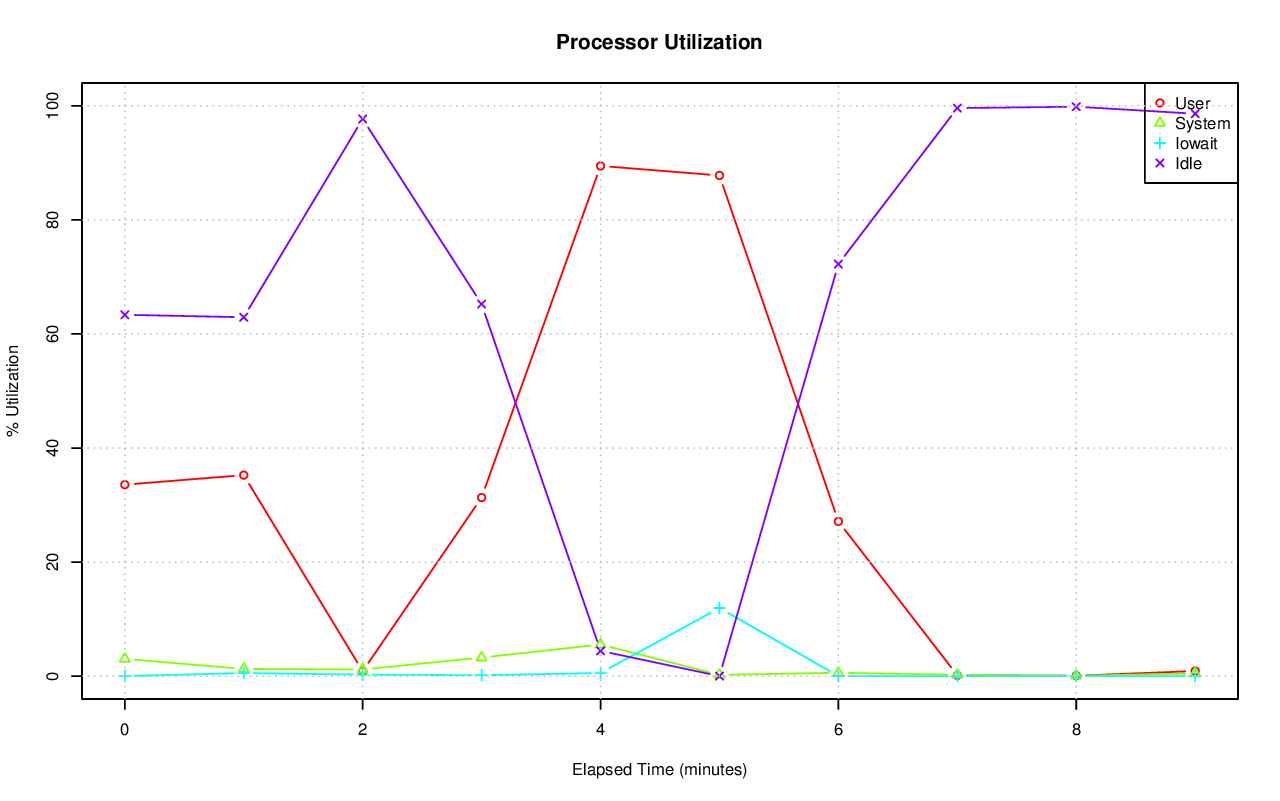 Processor Utilization
User
System
Iowait
Idle
% Utilization
100
80
60
40
20
0
0 2 4 6 8
Elapsed Time (minutes)